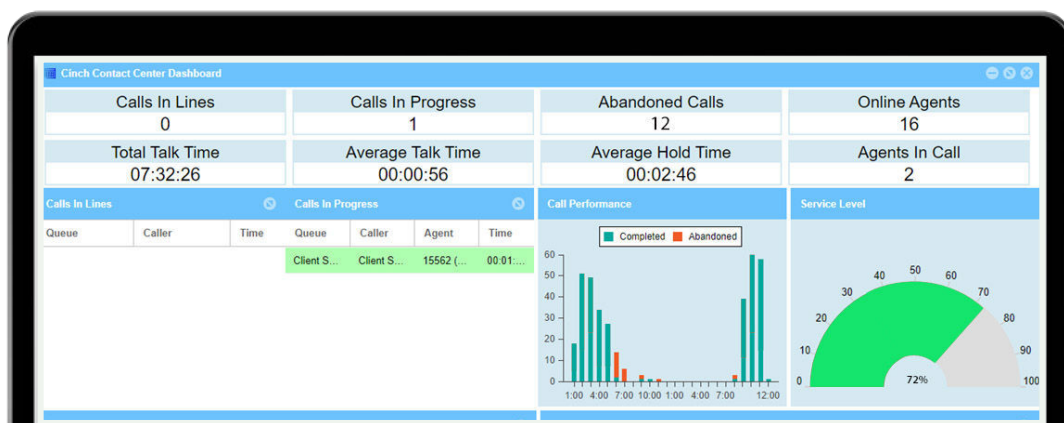 Cinch Contact Center Dashboard
Calls In Lines
0
Calls In Progress
1
Abandoned Calls
12
Online Agents
16
Total Talk Time
07:32:26
Average Talk Time
00:00:56
Average Hold Time
00:02:46
Agents In Call
2
Calls In Lines
Queue Caller Time
Calls In Progress
Queue Caller Agent Time
Client S... Client S... 15562 (... 00:01:...
Call Performance
Completed Abandoned
60
50
40
30
20
10
0
1:00 4:00 7:00 10:00 1:00 4:00 7:00 12:00
Service Level
0 10 20 30 40 50 60 70 80 90 100
72%